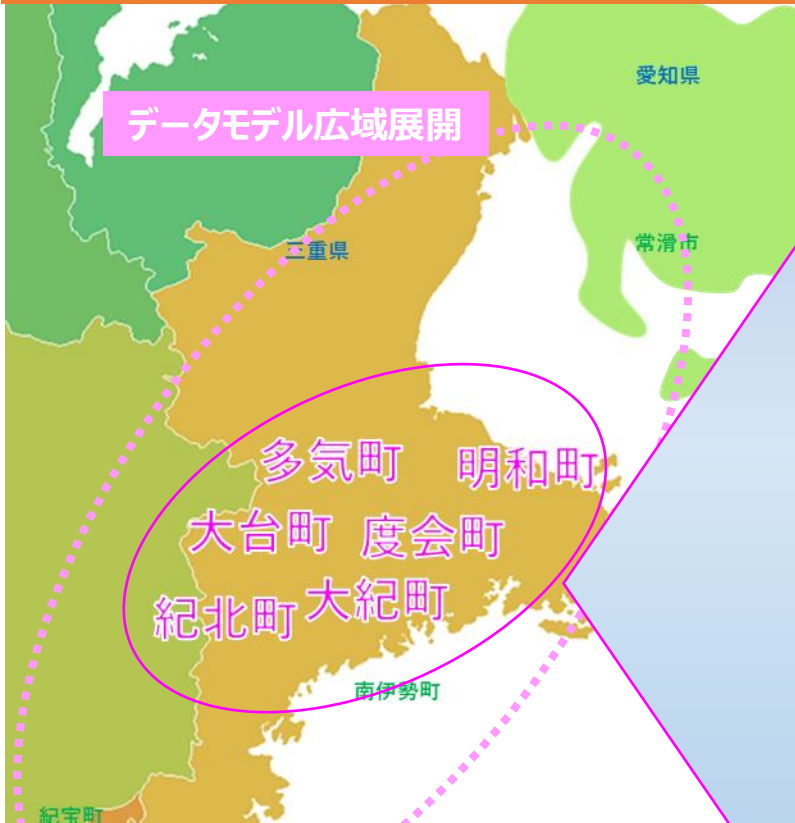 愛知県
データモデル広域展開
常滑市
三重県
多気町
明和町
大台町
度会町
紀北町
大紀町
南伊勢町
紀宝町